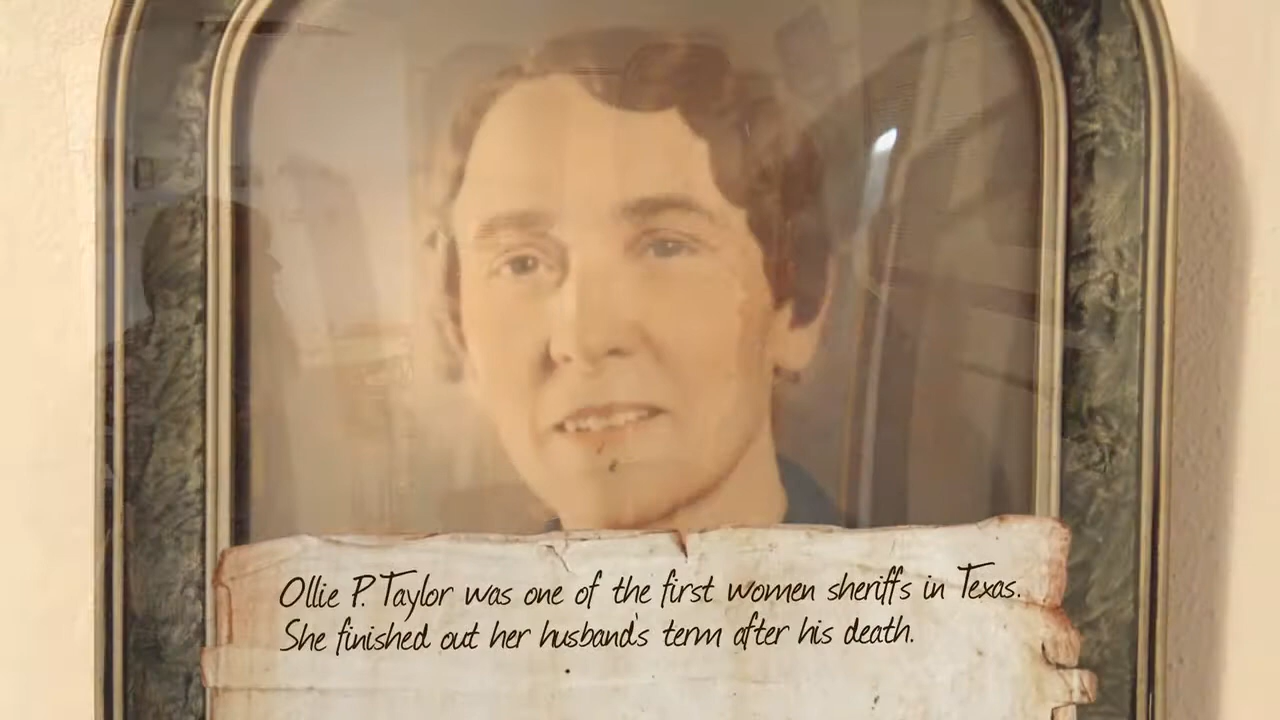 Ollie P. Taylor was one of the first women sheriffs in Texas.
She finished out her husband's term after his death.